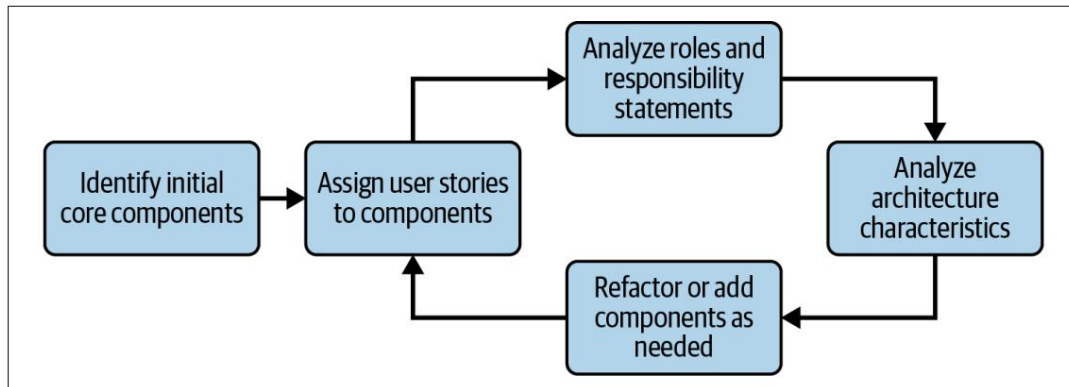 Identify initial
core components
Assign user stories
to components
Analyze roles and
responsibility
statements
Analyze
architecture
characteristics
Refactor or add
components as
needed